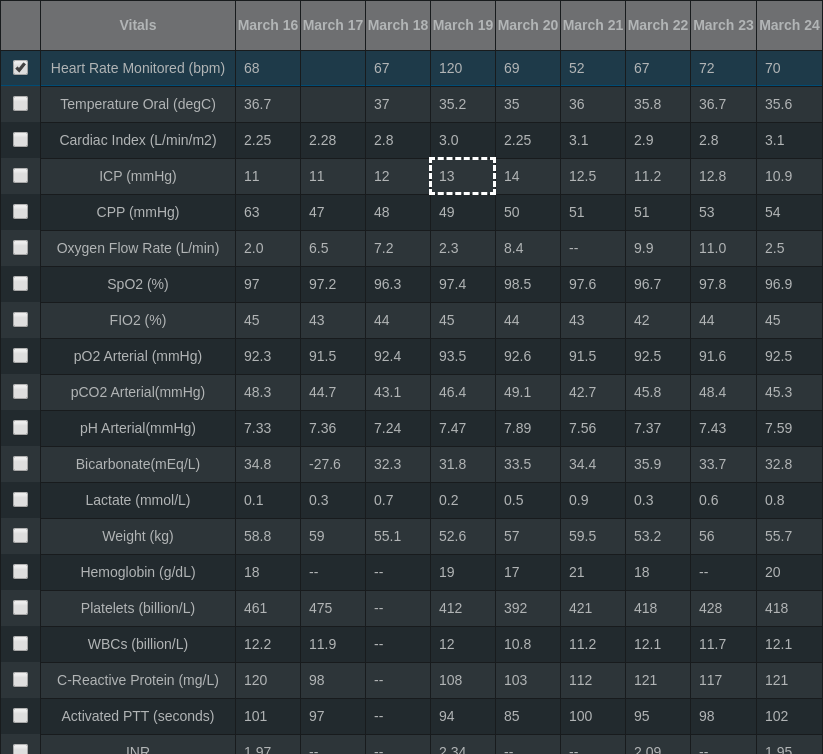 Vitals March 16 March 17 March 18 March 19 March 20 March 21 March 22 March 23 March 24
Heart Rate Monitored (bpm) 68 67 120 69 52 67 72 70
Temperature Oral (degC) 36.7 37 35.2 35 36 35.8 36.7 35.6
Cardiac Index (L/min/m2) 2.25 2.28 2.8 3.0 2.25 3.1 2.9 2.8 3.1
ICP (mmHg) 11 11 12 13 14 12.5 11.2 12.8 10.9
CPP (mmHg) 63 47 48 49 50 51 51 53 54
Oxygen Flow Rate (L/min) 2.0 6.5 7.2 2.3 8.4 -- 9.9 11.0 2.5
SpO2 (%) 97 97.2 96.3 97.4 98.5 97.6 96.7 97.8 96.9
FIO2 (%) 45 43 44 45 44 43 42 44 45
pO2 Arterial (mmHg) 92.3 91.5 92.4 93.5 92.6 91.5 92.5 91.6 92.5
pCO2 Arterial(mmHg) 48.3 44.7 43.1 46.4 49.1 42.7 45.8 48.4 45.3
pH Arterial(mmHg) 7.33 7.36 7.24 7.47 7.89 7.56 7.37 7.43 7.59
Bicarbonate(mEq/L) 34.8 -27.6 32.3 31.8 33.5 34.4 35.9 33.7 32.8
Lactate (mmol/L) 0.1 0.3 0.7 0.2 0.5 0.9 0.3 0.6 0.8
Weight (kg) 58.8 59 55.1 52.6 57 59.5 53.2 56 55.7
Hemoglobin (g/dL) 18 -- -- 19 17 21 18 -- 20
Platelets (billion/L) 461 475 -- 412 392 421 418 428 418
WBCs (billion/L) 12.2 11.9 -- 12 10.8 11.2 12.1 11.7 12.1
C-Reactive Protein (mg/L) 120 98 -- 108 103 112 121 117 121
Activated PTT (seconds) 101 97 -- 94 85 100 95 98 102
INR 1.97 -- -- 2.34 -- -- 2.09 -- 1.95